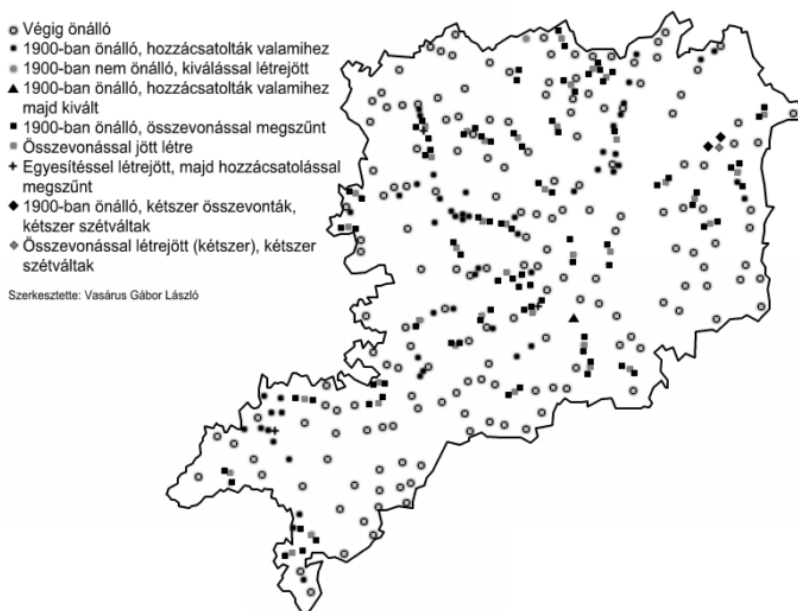 Végig önálló
1900-ban önálló, hozzácsatolták valamihez
1900-ban nem önálló, kiválással létrejött
1900-ban önálló, hozzácsatolták valamihez
majd kivált
1900-ban önálló, összevonással megszűnt
Összevonással jött létre
Egyesítéssel létrejött, majd hozzácsatolással
megszűnt
1900-ban önálló, kétszer összevonták,
kétszer szétváltak
Összevonással létrejött (kétszer), kétszer
szétváltak
Szerkesztette: Vasárus Gábor László